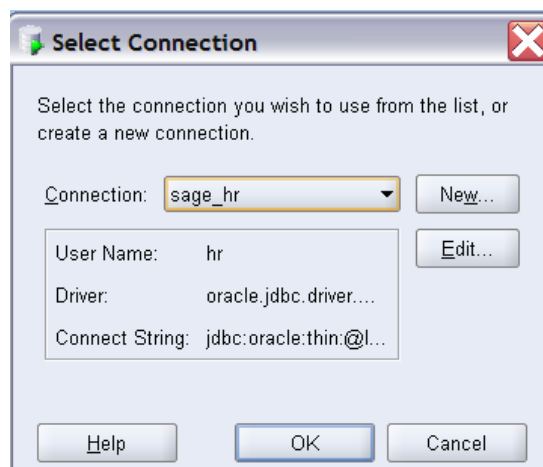 Select Connection
Select the connection you wish to use from the list, or
create a new connection.
Connection: sage_hr New...
User Name: hr Edit...
Driver: oracle.jdbc.driver....
Connect String: jdbc:oracle:thin:@l...
Help OK Cancel